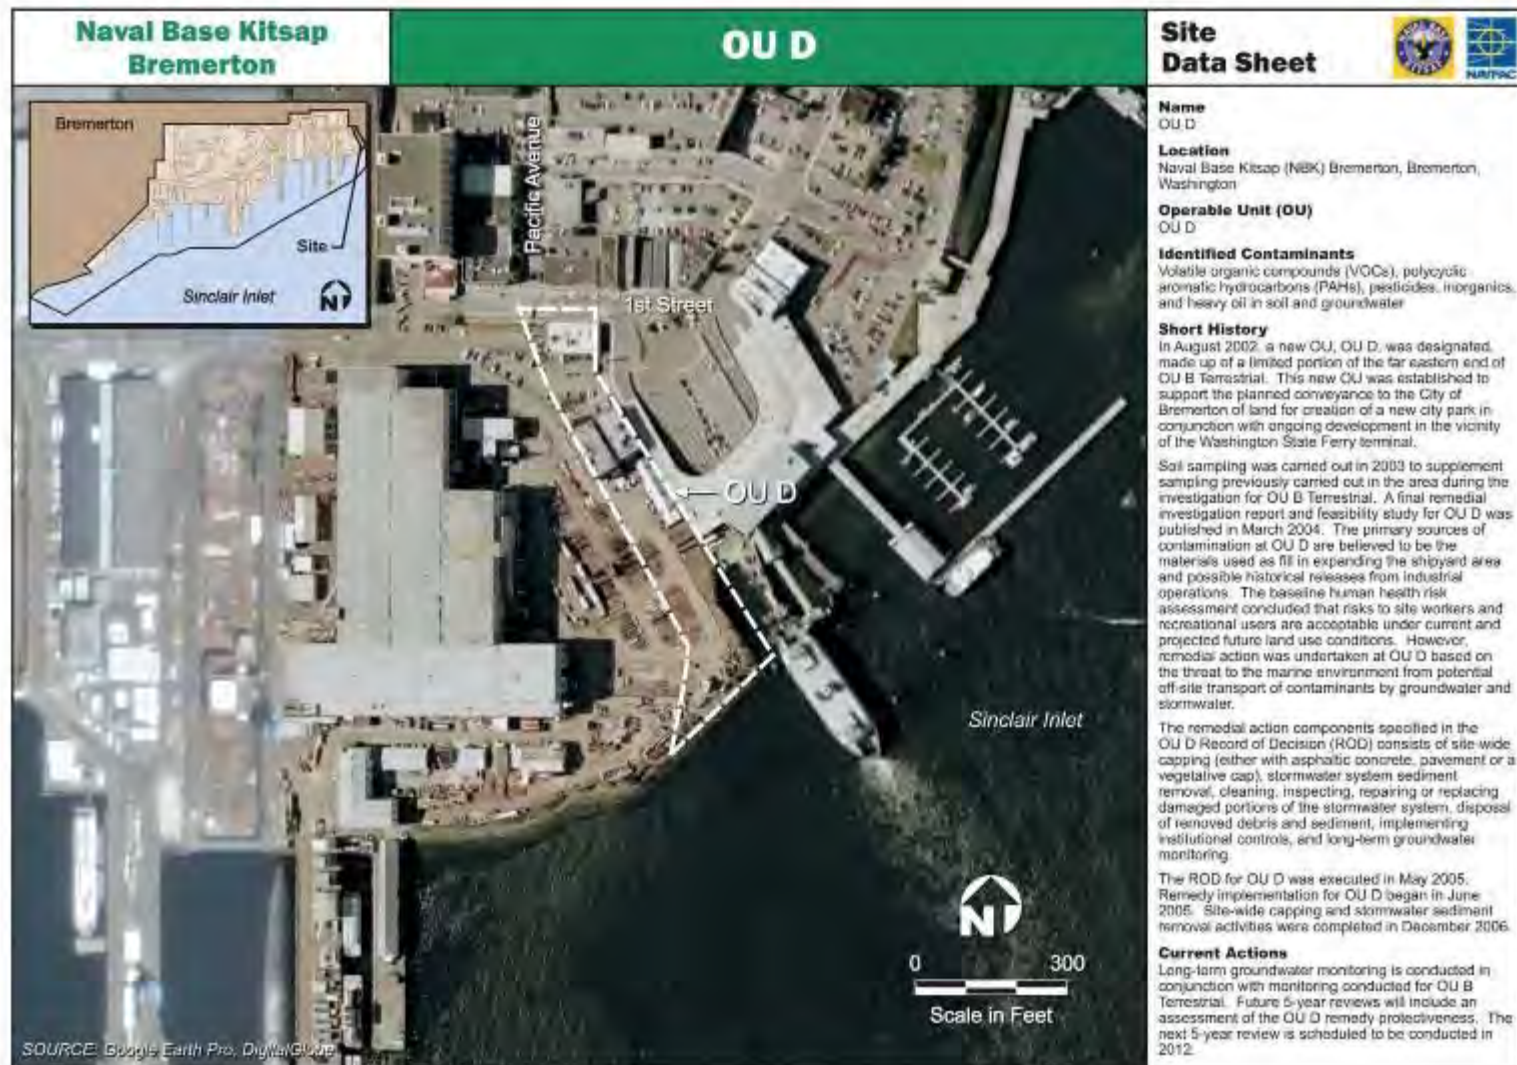 Naval Base Kitsap
Bremerton
OU D
Site
Data Sheet
NAVFAC
Bremerton
Site
Sinclair Inlet
N
Pacific Avenue
1st Street
OU D
Sinclair Inlet
N
0 300
Scale in Feet
SOURCE: Google Earth Pro, DigitalGlobe
Name
OU D
Location
Naval Base Kitsap (NBK) Bremerton, Bremerton,
Washington
Operable Unit (OU)
OU D
Identified Contaminants
Volatile organic compounds (VOCs), polycyclic
aromatic hydrocarbons (PAHs), pesticides, inorganics,
and heavy oil in soil and groundwater
Short History
In August 2002, a new OU, OU D, was designated,
made up of a limited portion of the far eastern end of
OU B Terrestrial. This new OU was established to
support the planned conveyance to the City of
Bremerton of land for creation of a new city park in
conjunction with ongoing development in the vicinity
of the Washington State Ferry terminal.
Soil sampling was carried out in 2003 to supplement
sampling previously carried out in the area during the
investigation for OU B Terrestrial. A final remedial
investigation report and feasibility study for OU D was
published in March 2004. The primary sources of
contamination at OU D are believed to be the
materials used as fill in expanding the shipyard area
and possible historical releases from industrial
operations. The baseline human health risk
assessment concluded that risks to site workers and
recreational users are acceptable under current and
projected future land use conditions. However,
remedial action was undertaken at OU D based on
the threat to the marine environment from potential
off-site transport of contaminants by groundwater and
stormwater.
The remedial action components specified in the
OU D Record of Decision (ROD) consists of site-wide
capping (either with asphaltic concrete, pavement or a
vegetative cap), stormwater system sediment
removal, cleaning, inspecting, repairing or replacing
damaged portions of the stormwater system, disposal
of removed debris and sediment, implementing
institutional controls, and long-term groundwater
monitoring.
The ROD for OU D was executed in May 2005.
Remedy implementation for OU D began in June
2005. Site-wide capping and stormwater sediment
removal activities were completed in December 2006.
Current Actions
Long-term groundwater monitoring is conducted in
conjunction with monitoring conducted for OU B
Terrestrial. Future 5-year reviews will include an
assessment of the OU D remedy protectiveness. The
next 5-year review is scheduled to be conducted in
2012.